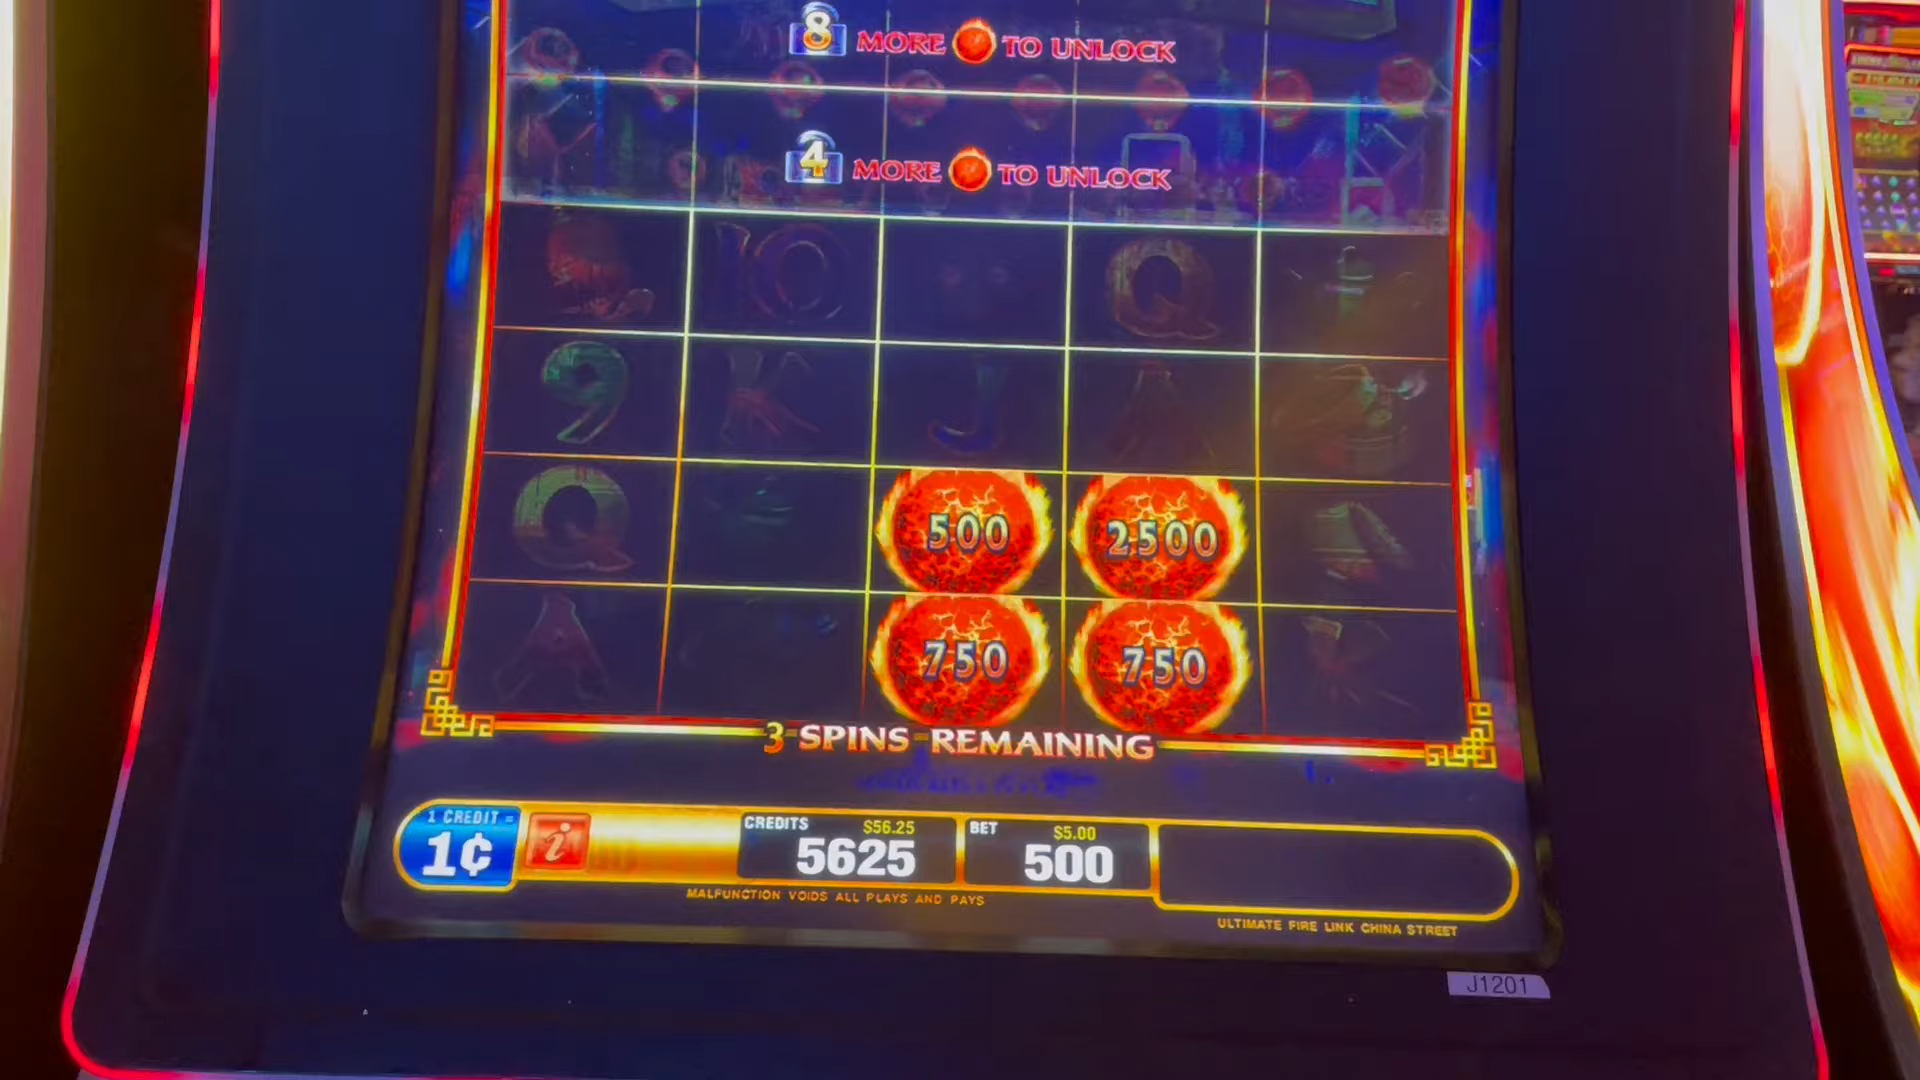 8 MORE TO UNLOCK
4 MORE TO UNLOCK
10 Q
9 K J A
Q 500 2500
A 750 750
3 SPINS REMAINING
1 CREDIT =
1¢
i
CREDITS $56.25
5625
BET $5.00
500
MALFUNCTION VOIDS ALL PLAYS AND PAYS
ULTIMATE FIRE LINK CHINA STREET
J1201